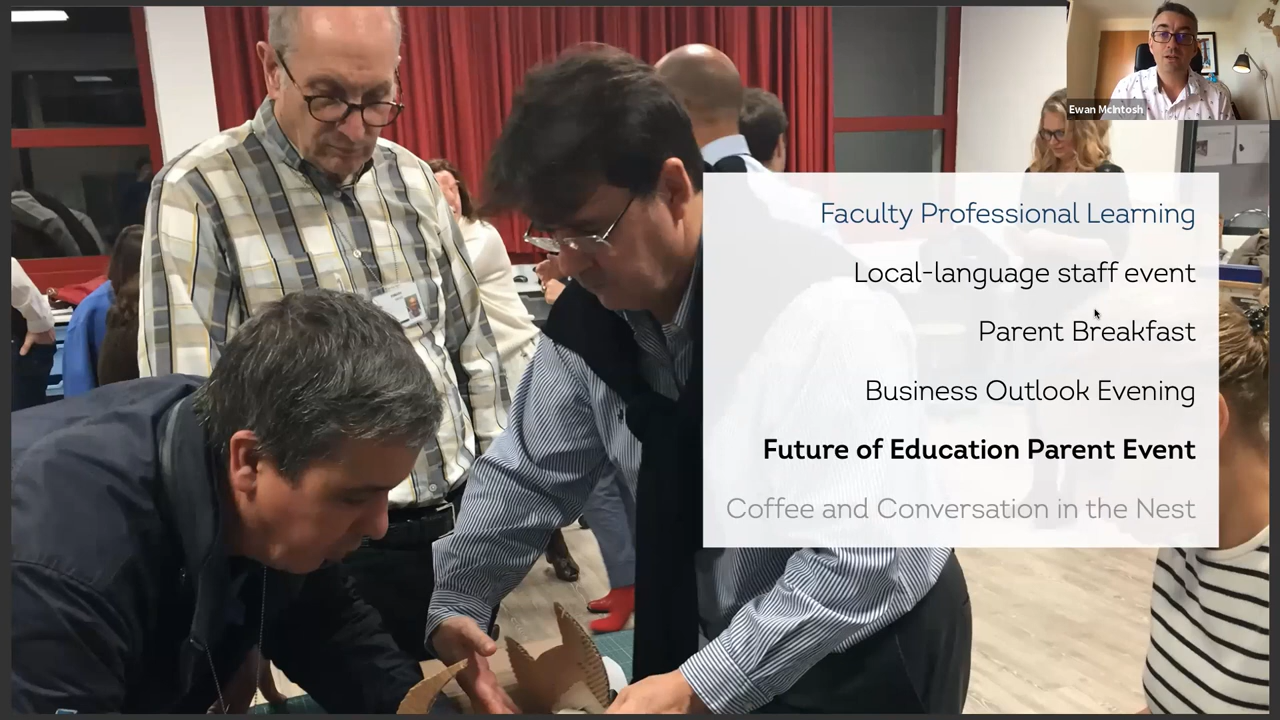 Ewan McIntosh
Faculty Professional Learning
Local-language staff event
Parent Breakfast
Business Outlook Evening
Future of Education Parent Event
Coffee and Conversation in the Nest